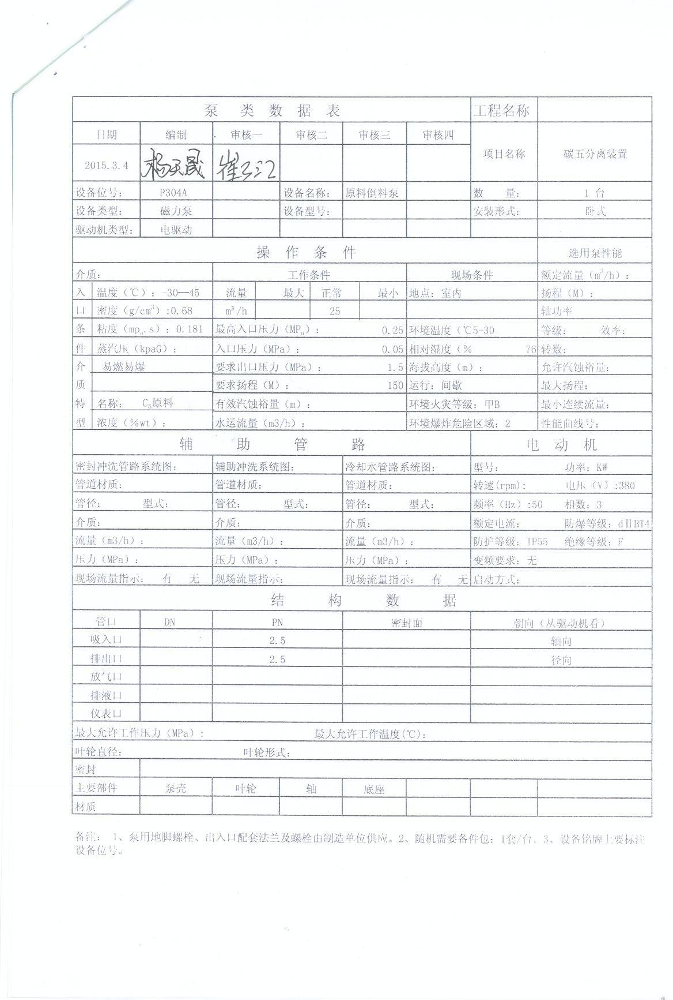 泵 类 数 据 表 工程名称
日期 编制 审核一 审核二 审核三 审核四 项目名称 碳五分离装置
2015.3.4 杨天晟
设备位号: P304A 设备名称: 原料倒料泵 数 量: 1 台
设备类型: 磁力泵 设备型号: 安装形式: 卧式
驱动机类型: 电驱动
操 作 条 件 选用泵性能
介质: 工作条件 现场条件 额定流量（m³/h）:
入 温度（℃）: -30—45 流量 最大 正常 最小 地点: 室内 扬程（M）:
口 密度（g/cm³）:0.68 m³/h 25 轴功率
条 粘度（mpa.s）: 0.181 最高入口压力（MPa）: 0.25 环境温度（℃5-30 等级: 效率:
件 蒸汽压（kpaG）: 入口压力（MPa）: 0.05 相对湿度（% 76 转数:
介 易燃易爆 要求出口压力（MPa）: 1.5 海拔高度（m）: 允许汽蚀裕量:
质 要求扬程（M）: 150 运行: 间歇 最大扬程:
特 名称: C5原料 有效汽蚀裕量（m）: 环境火灾等级: 甲B 最小连续流量:
型 浓度（%wt）: 水运流量（m3/h）: 环境爆炸危险区域: 2 性能曲线号:
辅 助 管 路 电 动 机
密封冲洗管路系统图: 辅助冲洗系统图: 冷却水管路系统图: 型号: 功率: KW
管道材质: 管道材质: 管道材质: 转速(rpm): 电压（V）:380
管径: 型式: 管径: 型式: 管径: 型式: 频率（Hz）:50 相数: 3
介质: 介质: 介质: 额定电流: 防爆等级: dⅡBT4
流量（m3/h）: 流量（m3/h）: 流量（m3/h）: 防护等级: IP55 绝缘等级: F
压力（MPa）: 压力（MPa）: 压力（MPa）: 变频要求: 无
现场流量指示: 有 无 现场流量指示: 现场流量指示: 有 无 启动方式:
结 构 数 据
管口 DN PN 密封面 朝向（从驱动机看）
吸入口 2.5 轴向
排出口 2.5 径向
放气口
排液口
仪表口
最大允许工作压力（MPa）: 最大允许工作温度(℃):
叶轮直径: 叶轮形式:
密封
主要部件 泵壳 叶轮 轴 底座
材质
备注: 1、泵用地脚螺栓、出入口配套法兰及螺栓由制造单位供应。2、随机需要备件包: 1套/台。3、设备铭牌上要标注
设备位号。